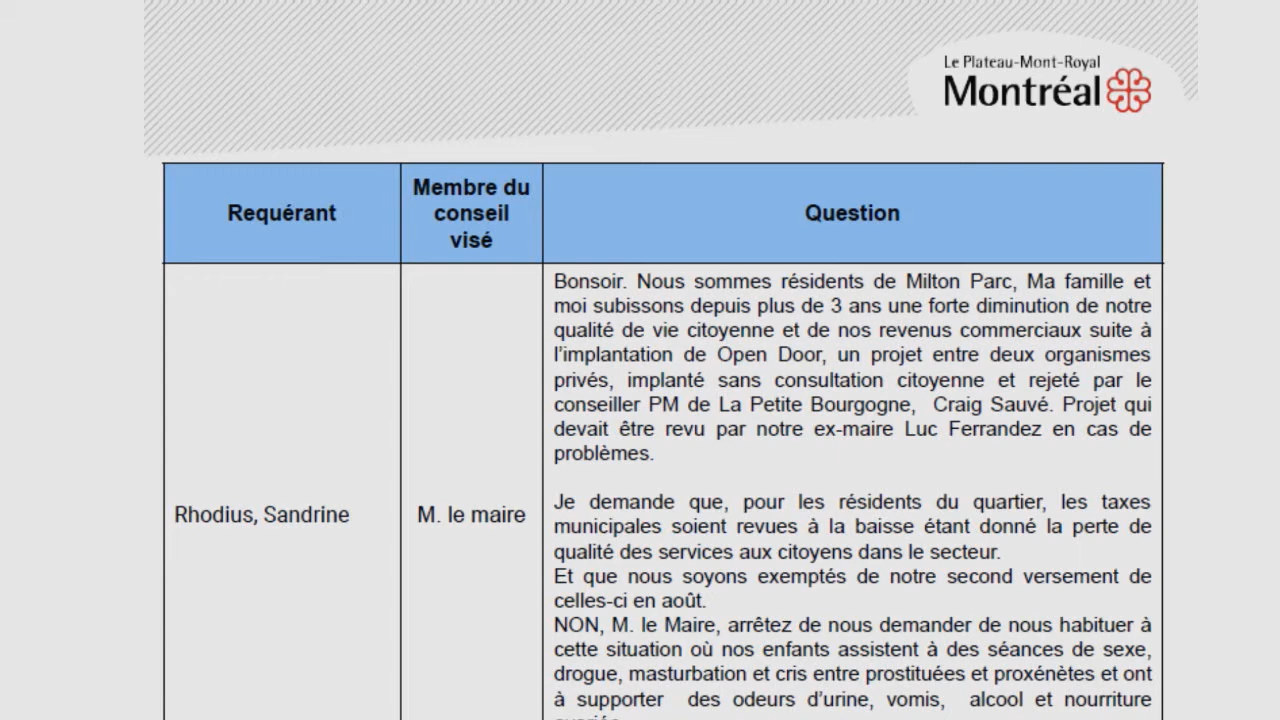 Le Plateau-Mont-Royal
Montréal
Requérant
Membre du
conseil
visé
Question
Rhodius, Sandrine
M. le maire
Bonsoir. Nous sommes résidents de Milton Parc, Ma famille et
moi subissons depuis plus de 3 ans une forte diminution de notre
qualité de vie citoyenne et de nos revenus commerciaux suite à
l'implantation de Open Door, un projet entre deux organismes
privés, implanté sans consultation citoyenne et rejeté par le
conseiller PM de La Petite Bourgogne, Craig Sauvé. Projet qui
devait être revu par notre ex-maire Luc Ferrandez en cas de
problèmes.
Je demande que, pour les résidents du quartier, les taxes
municipales soient revues à la baisse étant donné la perte de
qualité des services aux citoyens dans le secteur.
Et que nous soyons exemptés de notre second versement de
celles-ci en août.
NON, M. le Maire, arrêtez de nous demander de nous habituer à
cette situation où nos enfants assistent à des séances de sexe,
drogue, masturbation et cris entre prostituées et proxénètes et ont
à supporter des odeurs d'urine, vomis, alcool et nourriture